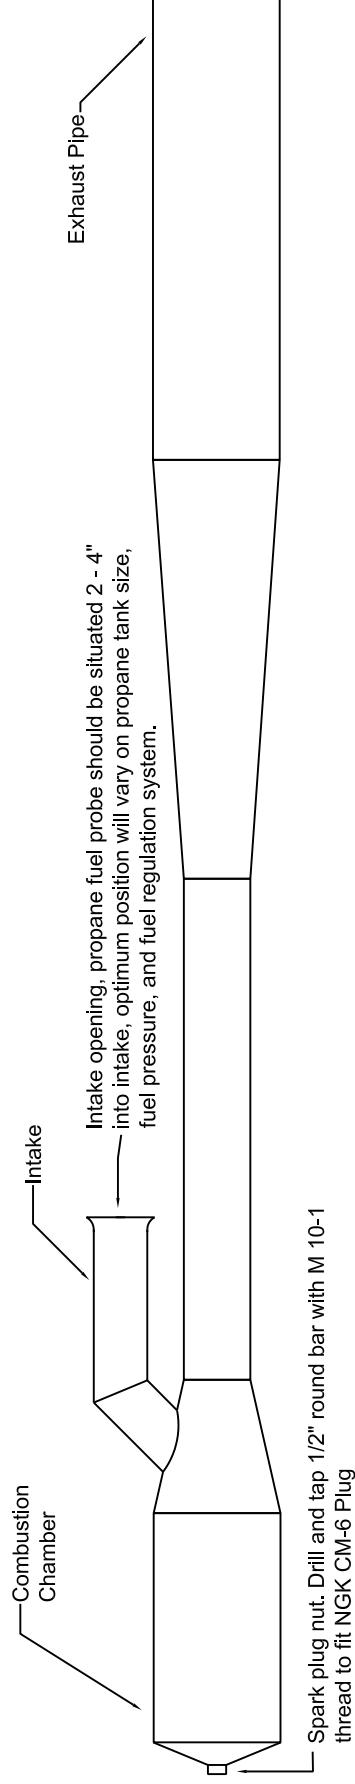 Combustion
Chamber
Intake
Intake opening, propane fuel probe should be situated 2 - 4"
into intake, optimum position will vary on propane tank size,
fuel pressure, and fuel regulation system.
Exhaust Pipe
Spark plug nut. Drill and tap 1/2" round bar with M 10-1
thread to fit NGK CM-6 Plug